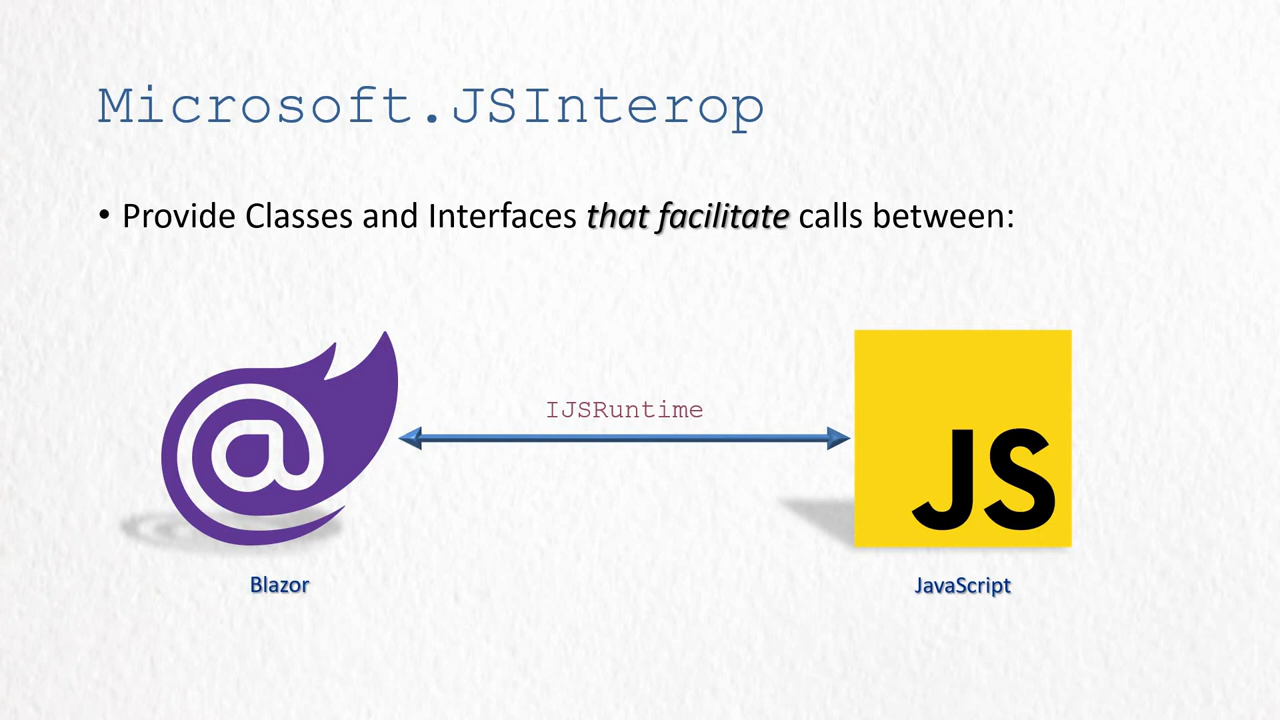 Microsoft.JSInterop
• Provide Classes and Interfaces that facilitate calls between:
IJSRuntime
@
JS
Blazor
JavaScript